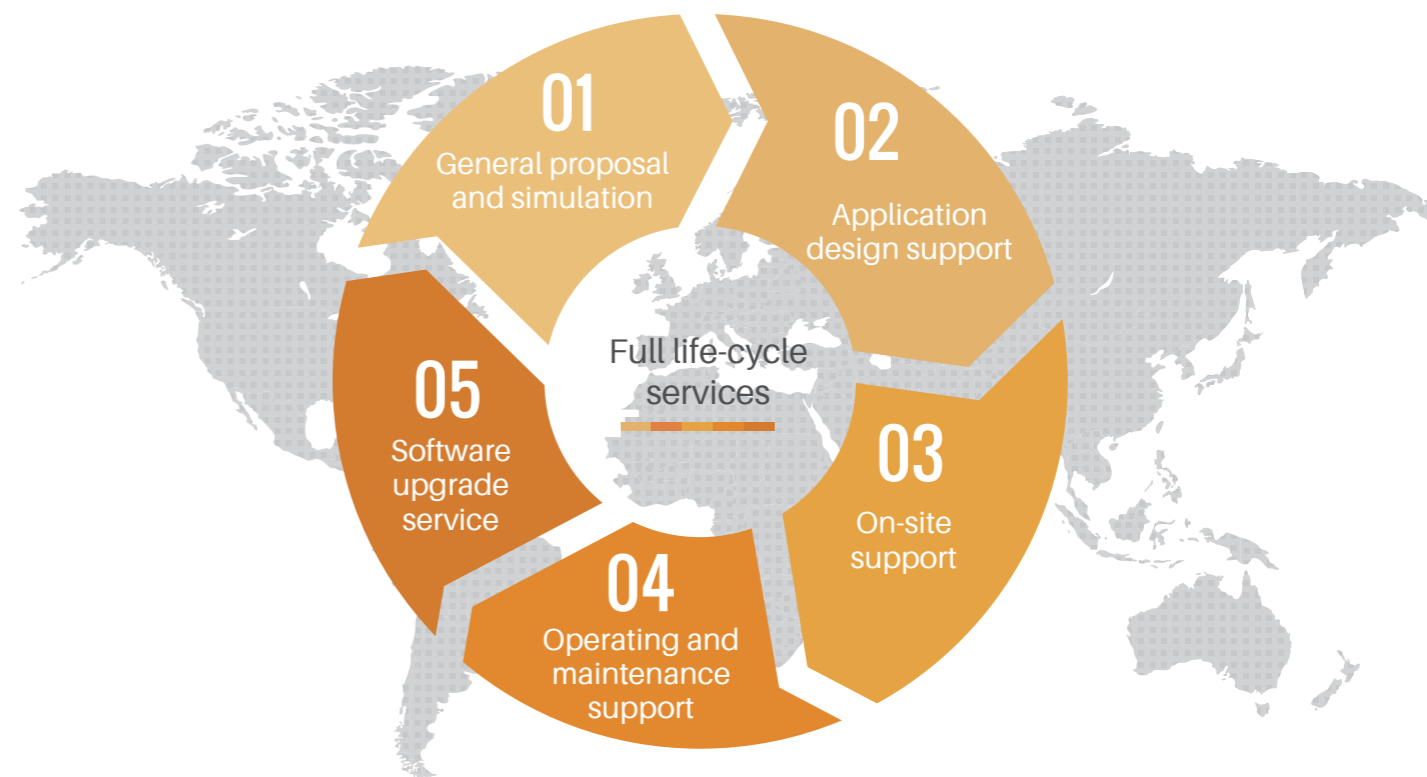 01
General proposal
and simulation
02
Application
design support
03
On-site
support
04
Operating and
maintenance
support
05
Software
upgrade
service
Full life-cycle
services